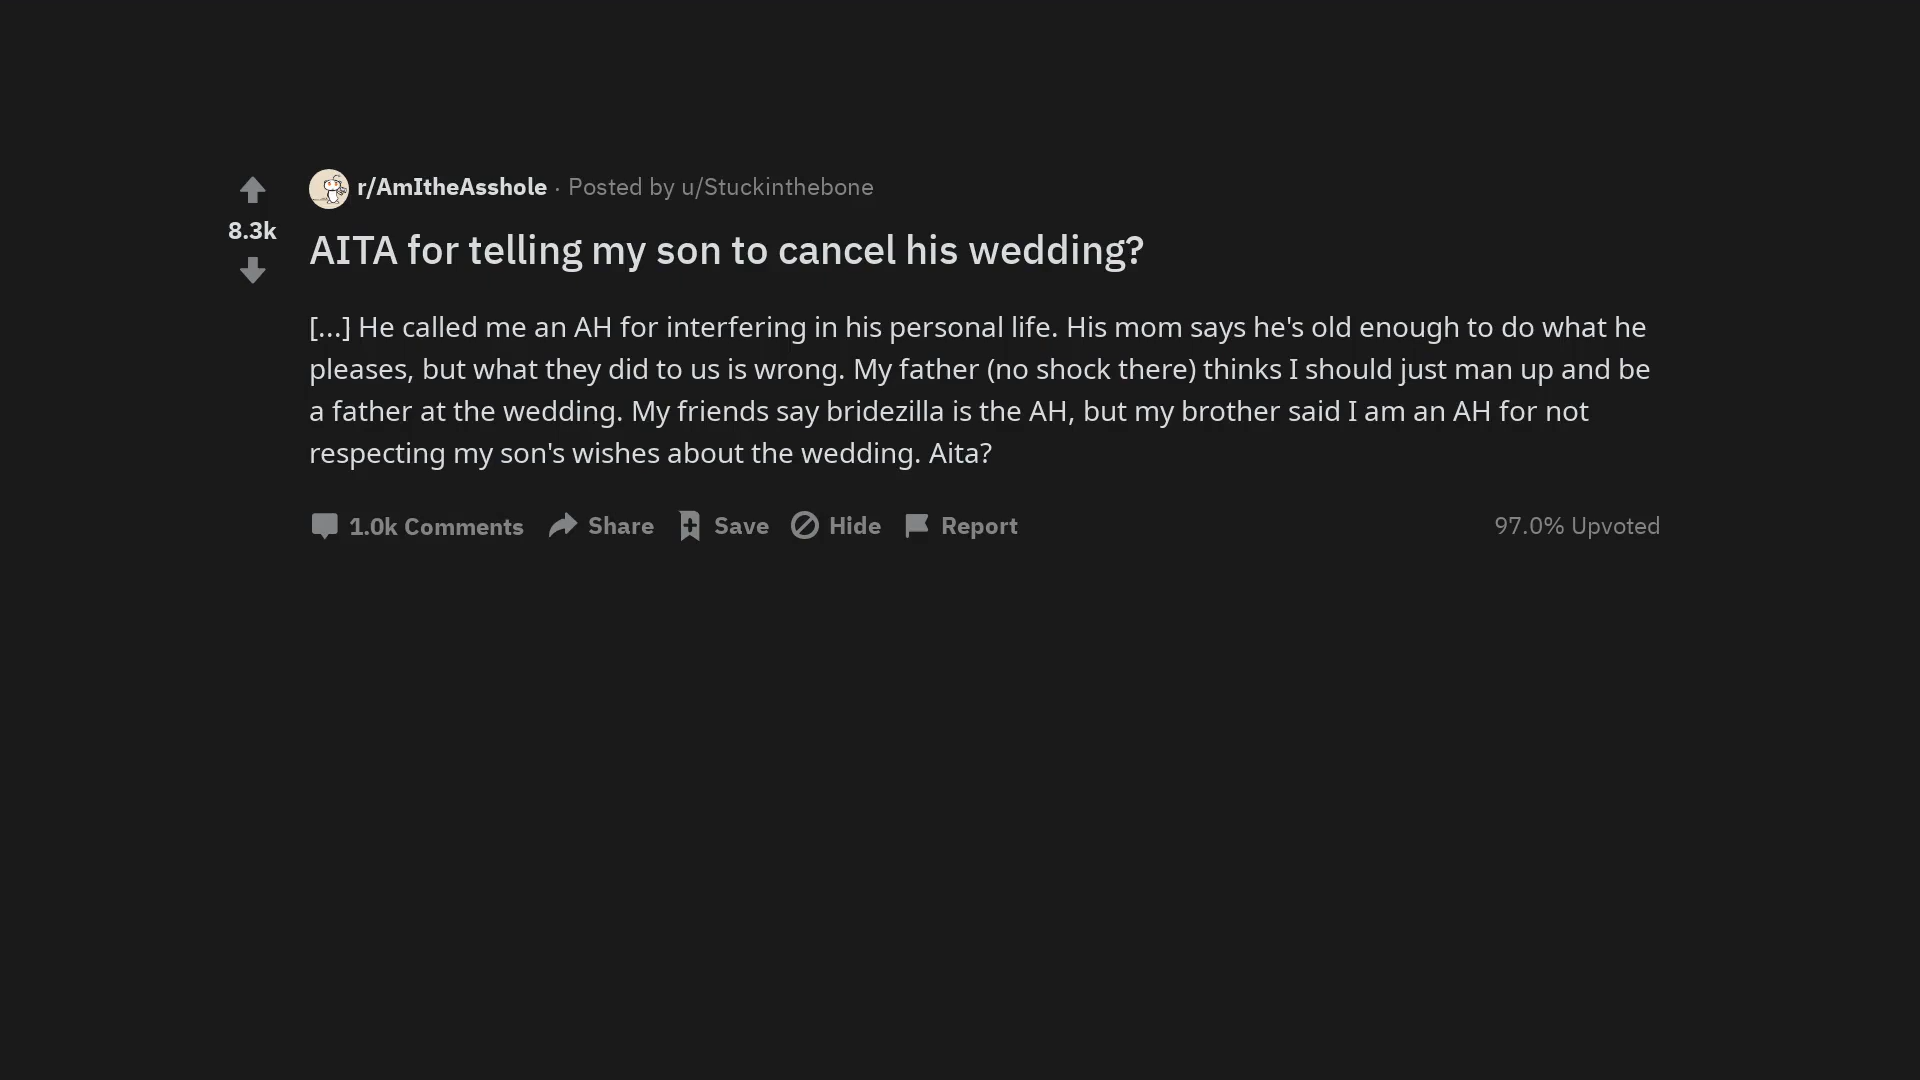 r/AmItheAsshole · Posted by u/Stuckinthebone
8.3k
AITA for telling my son to cancel his wedding?
[...] He called me an AH for interfering in his personal life. His mom says he's old enough to do what he
pleases, but what they did to us is wrong. My father (no shock there) thinks I should just man up and be
a father at the wedding. My friends say bridezilla is the AH, but my brother said I am an AH for not
respecting my son's wishes about the wedding. Aita?
1.0k Comments Share Save Hide Report 97.0% Upvoted